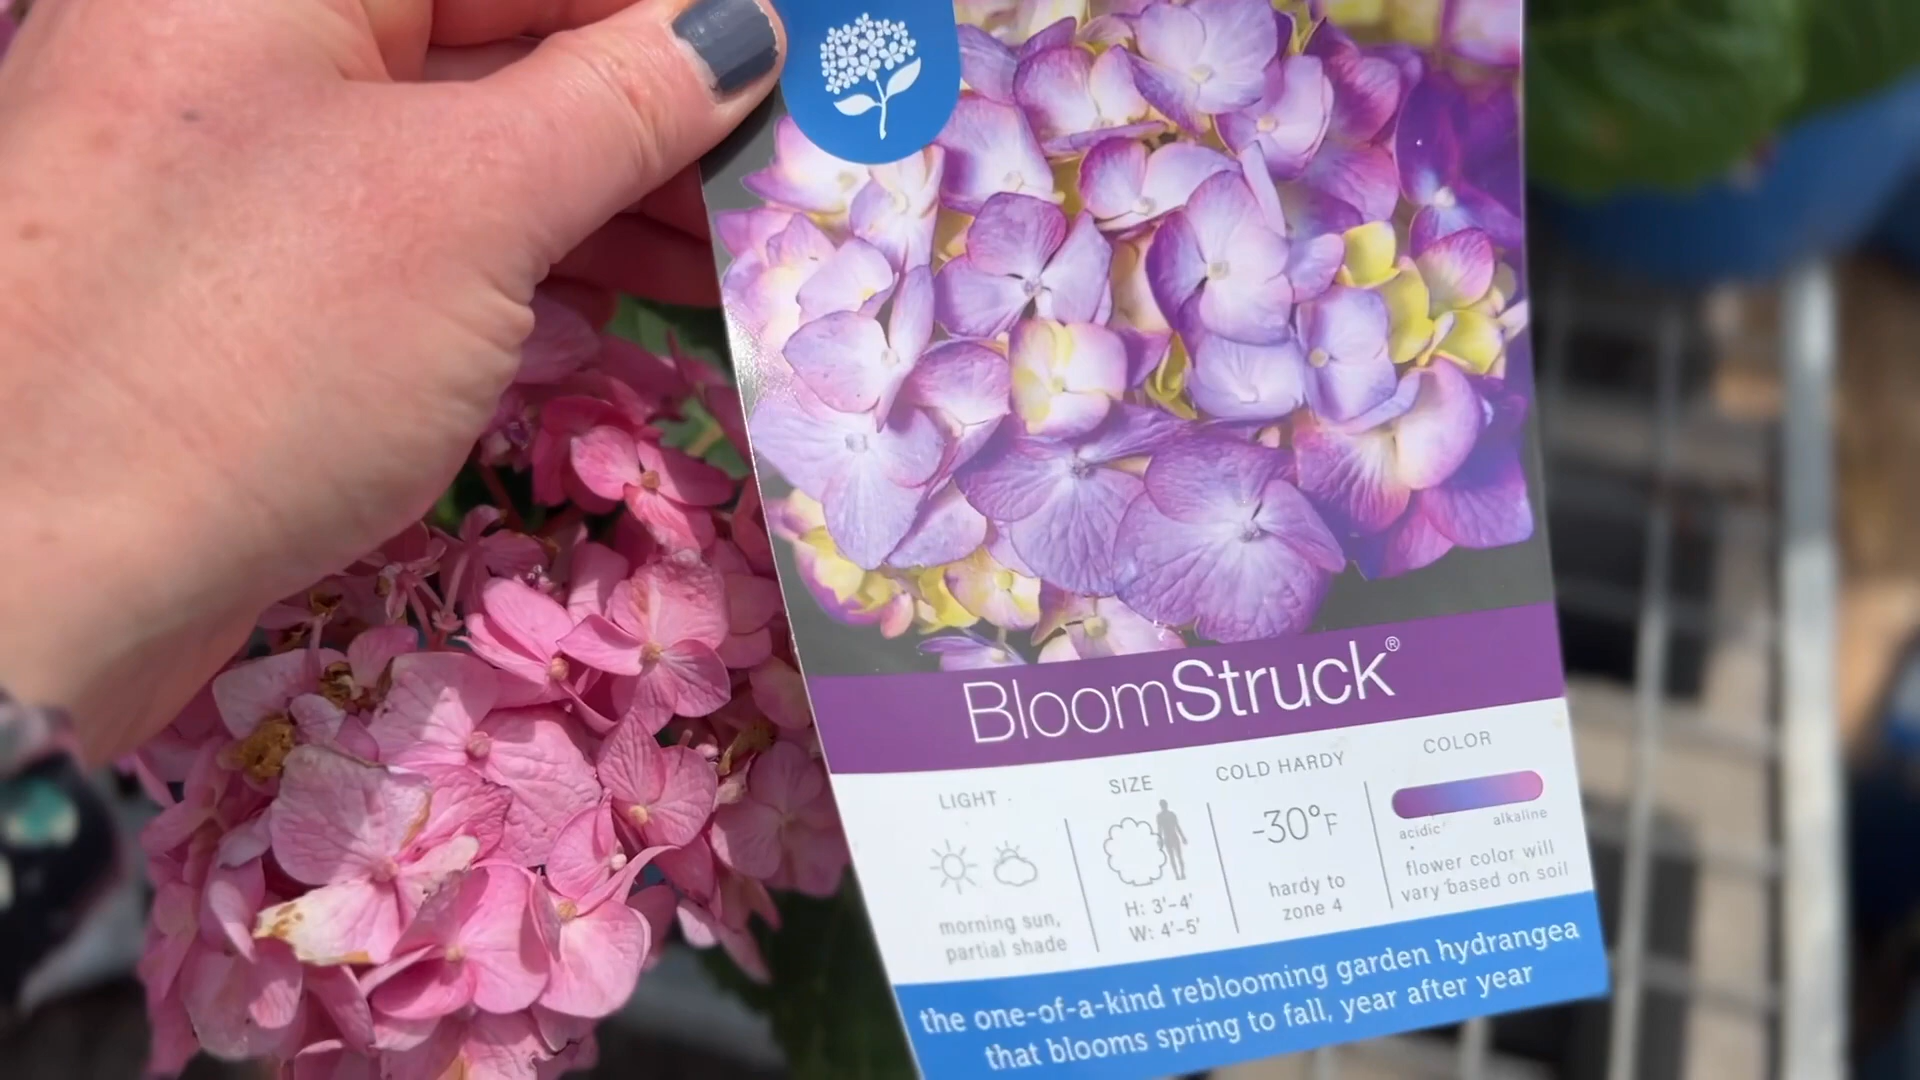 BloomStruck®
LIGHT
morning sun,
partial shade
SIZE
H: 3'-4'
W: 4'-5'
COLD HARDY
-30°F
hardy to
zone 4
COLOR
acidic
alkaline
flower color will
vary based on soil
the one-of-a-kind reblooming garden hydrangea
that blooms spring to fall, year after year